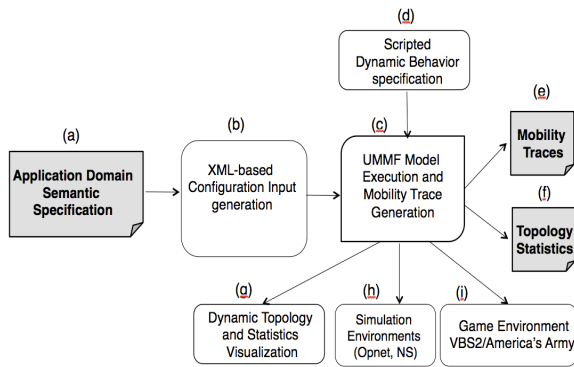 (d)
Scripted
Dynamic Behavior
specification
(e)
Mobility
Traces
(a)
Application Domain
Semantic
Specification
(b)
XML-based
Configuration Input
generation
(c)
UMMF Model
Execution and
Mobility Trace
Generation
(f)
Topology
Statistics
(g)
Dynamic Topology
and Statistics
Visualization
(h)
Simulation
Environments
(Opnet, NS)
(i)
Game Environment
VBS2/America's Army